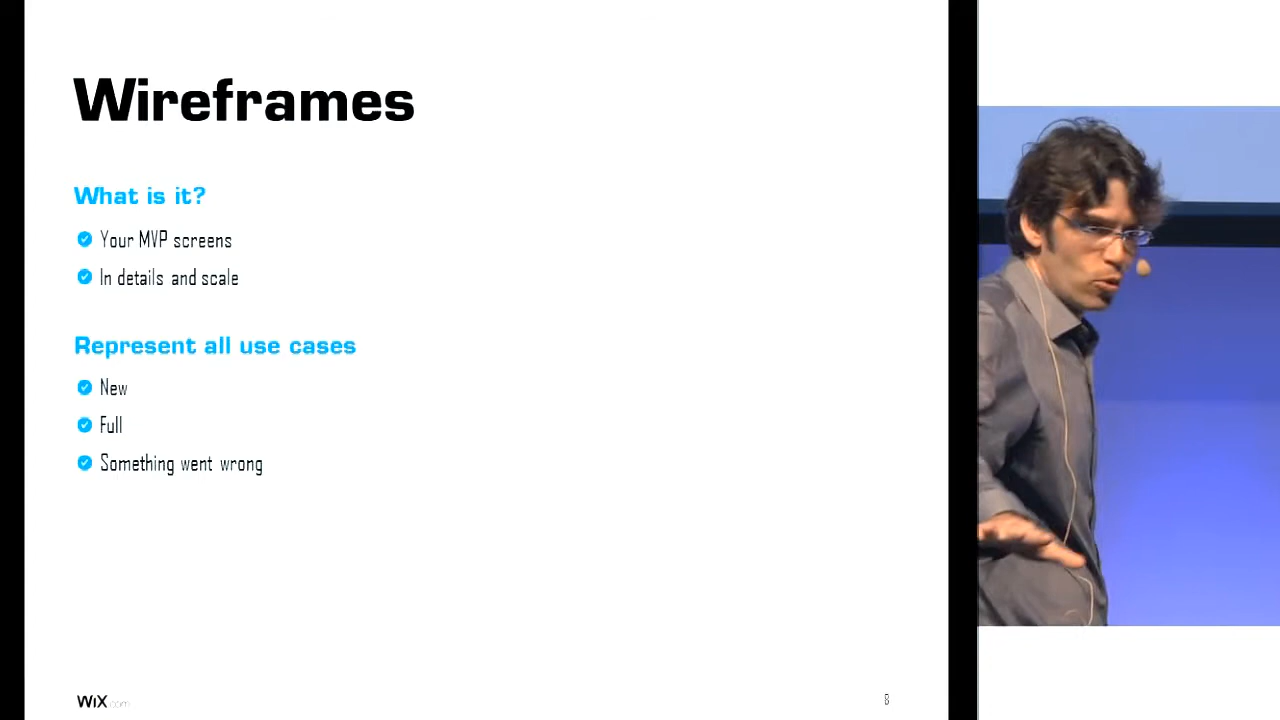 Wireframes
What is it?
Your MVP screens
In details and scale
Represent all use cases
New
Full
Something went wrong
WiX.com
8